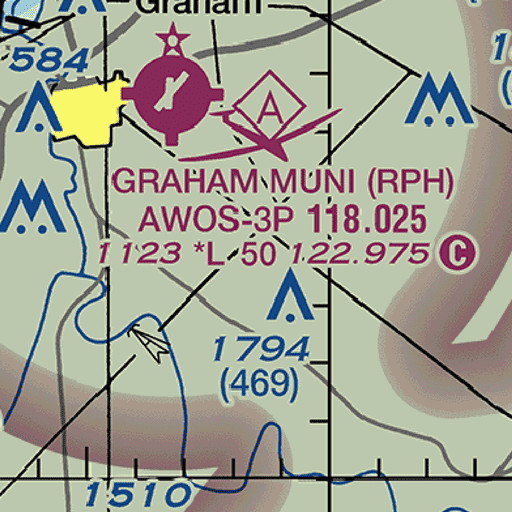 Graham
584
A
GRAHAM MUNI (RPH)
AWOS-3P 118.025
1123 *L 50 122.975 C
1794
(469)
1510